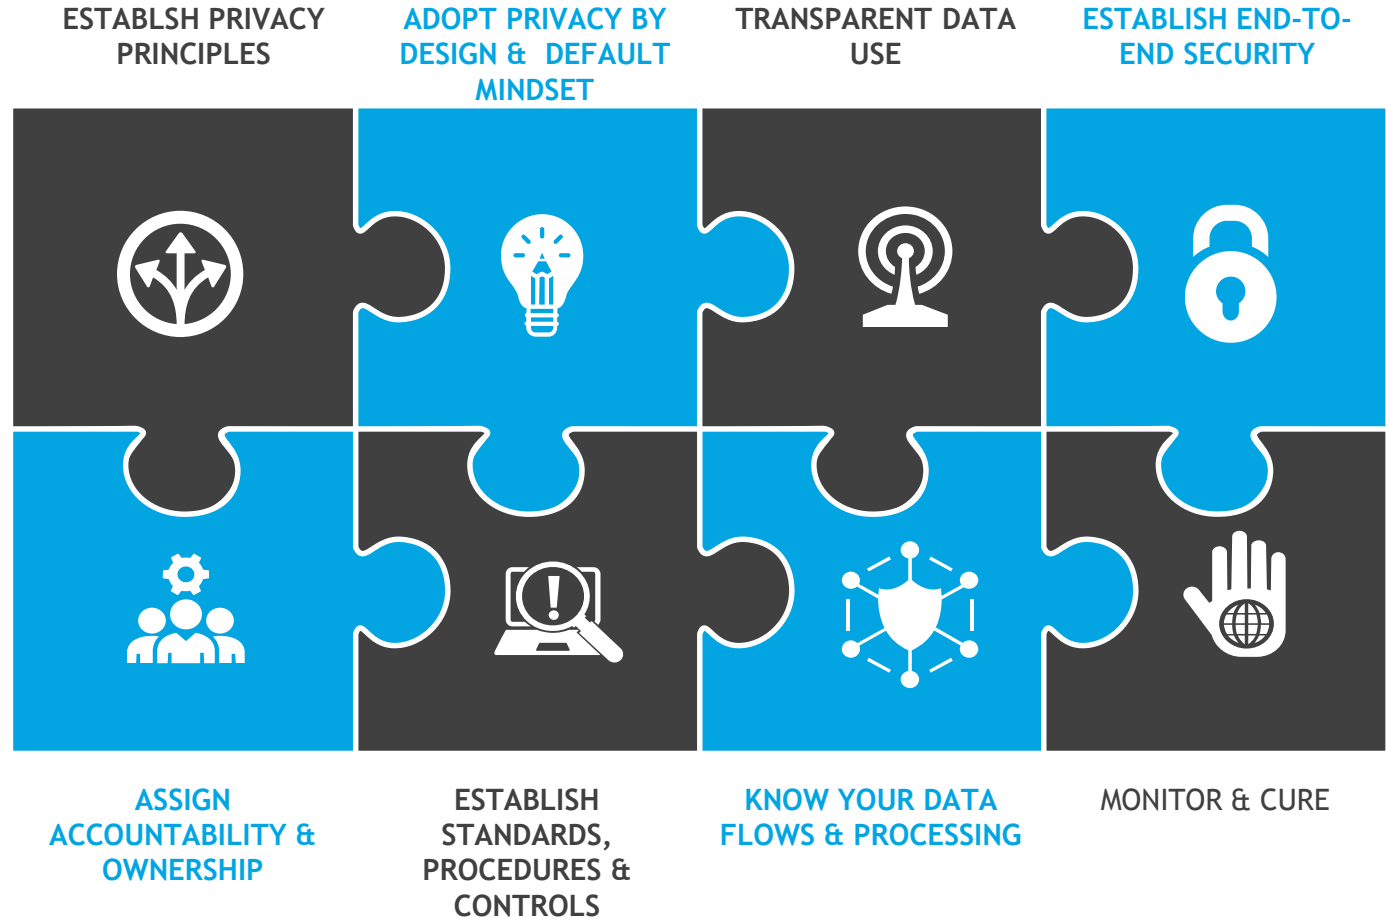 ESTABLSH PRIVACY
PRINCIPLES
ADOPT PRIVACY BY
DESIGN & DEFAULT
MINDSET
TRANSPARENT DATA
USE
ESTABLISH END-TO-
END SECURITY
ASSIGN
ACCOUNTABILITY &
OWNERSHIP
ESTABLISH
STANDARDS,
PROCEDURES &
CONTROLS
KNOW YOUR DATA
FLOWS & PROCESSING
MONITOR & CURE